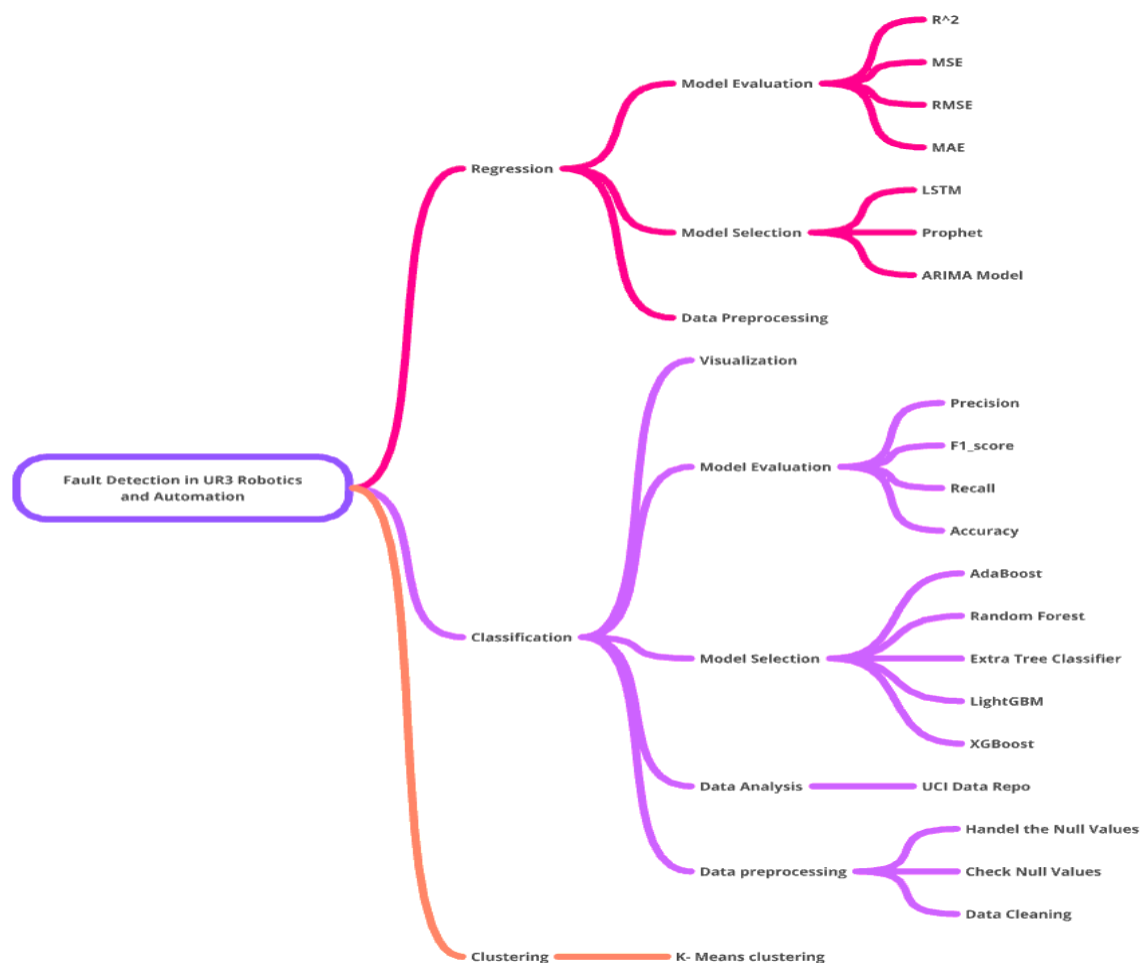 R^2
MSE
Model Evaluation
RMSE
MAE
Regression
LSTM
Model Selection
Prophet
ARIMA Model
Data Preprocessing
Visualization
Precision
F1_score
Model Evaluation
Recall
Accuracy
Fault Detection in UR3 Robotics
and Automation
AdaBoost
Random Forest
Classification
Model Selection
Extra Tree Classifier
LightGBM
XGBoost
Data Analysis
UCI Data Repo
Handel the Null Values
Data preprocessing
Check Null Values
Data Cleaning
Clustering
K- Means clustering